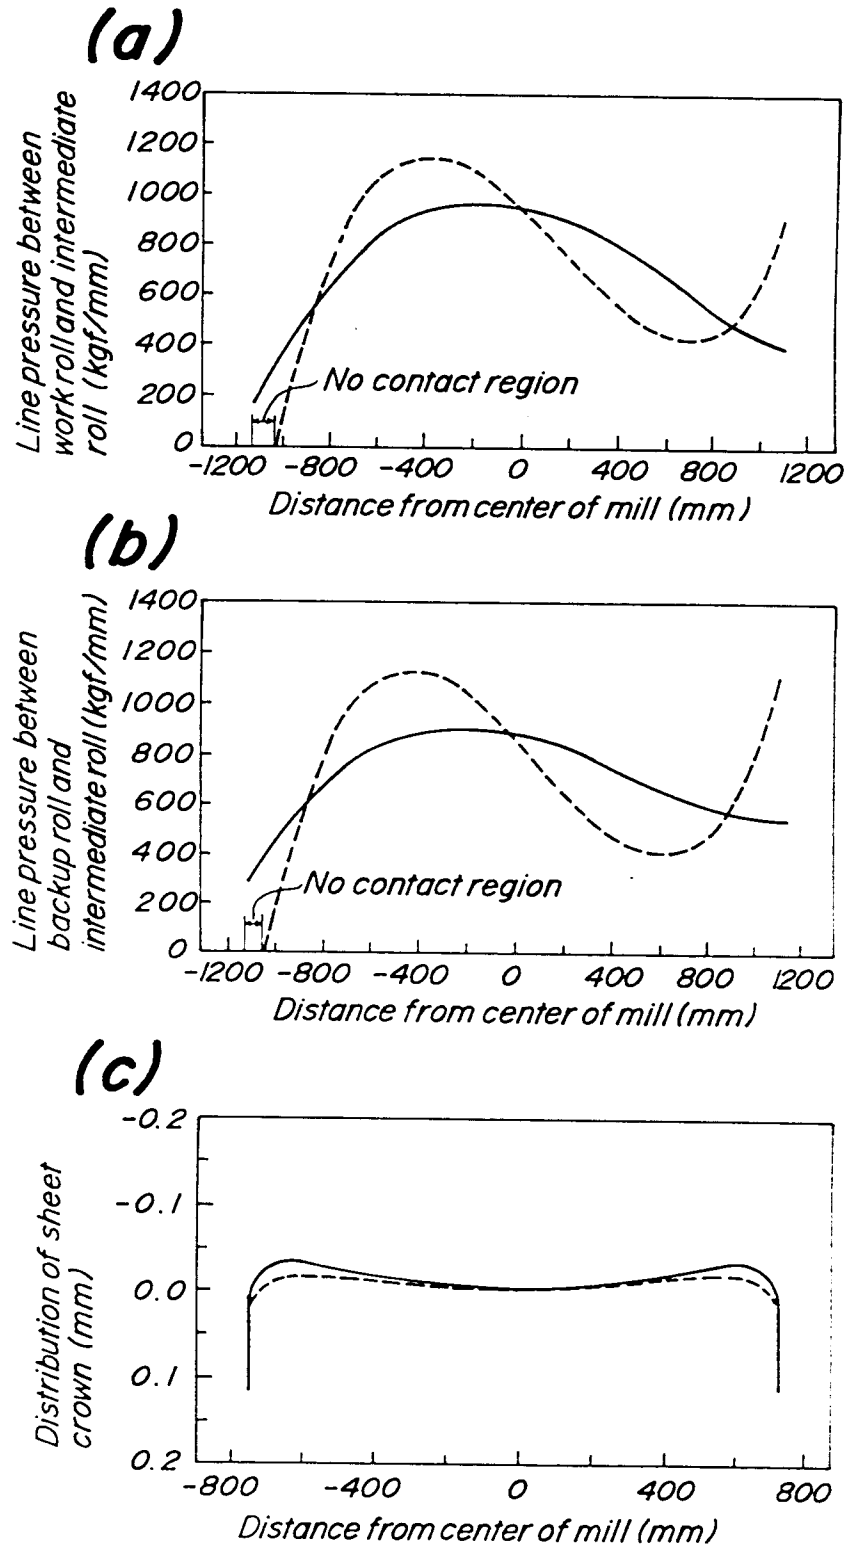 (a)
Line pressure between
work roll and intermediate
roll (kgf/mm)
1400
1200
1000
800
600
400
200
0
No contact region
-1200 -800 -400 0 400 800 1200
Distance from center of mill (mm)
(b)
Line pressure between
backup roll and
intermediate roll (kgf/mm)
1400
1200
1000
800
600
400
200
0
No contact region
-1200 -800 -400 0 400 800 1200
Distance from center of mill (mm)
(c)
Distribution of sheet
crown (mm)
-0.2
-0.1
0.0
0.1
0.2
-800 -400 0 400 800
Distance from center of mill (mm)